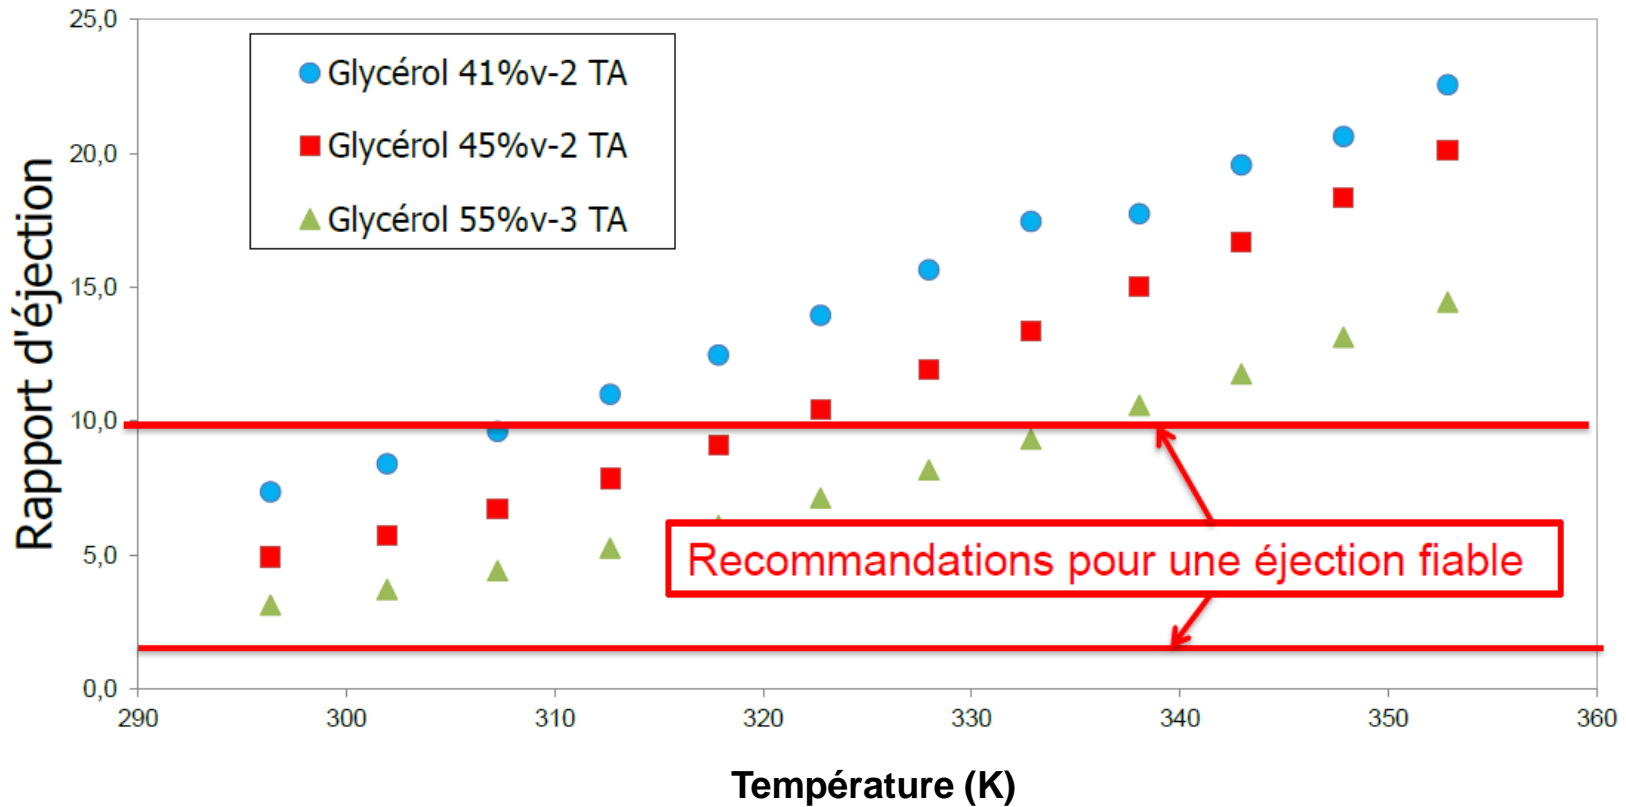 25,0
20,0
15,0
10,0
5,0
0,0
Rapport d'éjection
Glycérol 41%v-2 TA
Glycérol 45%v-2 TA
Glycérol 55%v-3 TA
Recommandations pour une éjection fiable
290 300 310 320 330 340 350 360
Température (K)